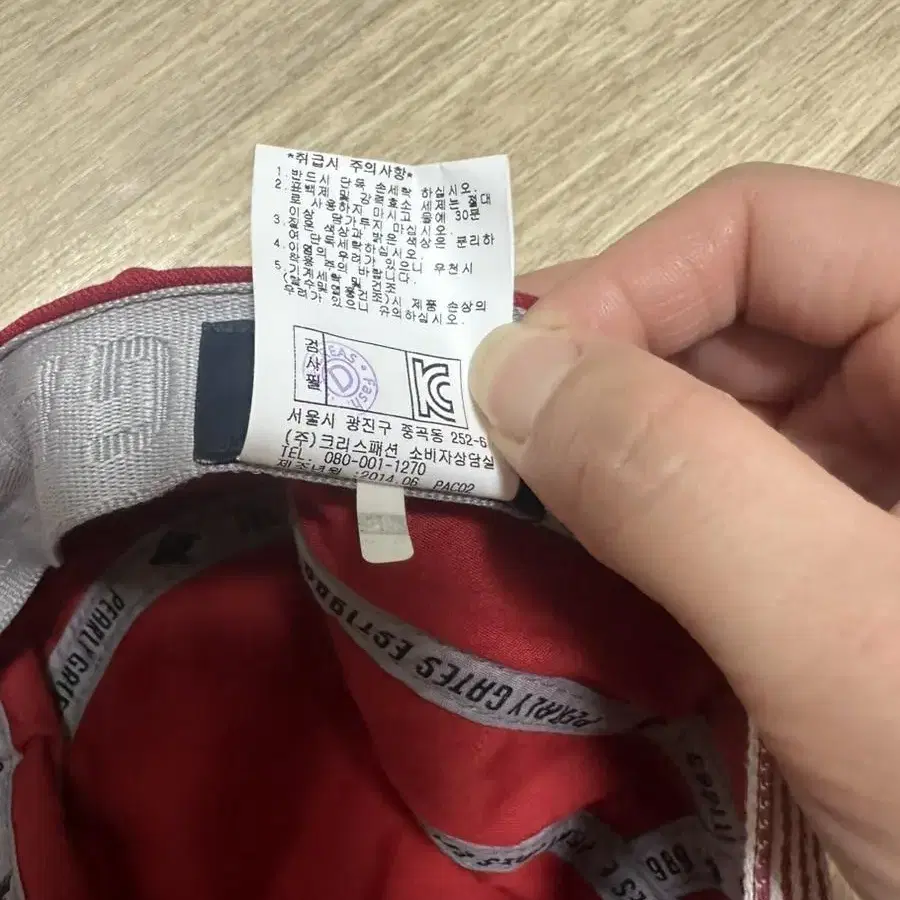 *취급시 주의사항*
1. 반드시 단독 손세탁 하십시오.
2. 표백제 및 강력효소 세제는 절대
로 사용하지 마시고 물에 30분
이상 담가두지 마십시오.
3. 짙은 색상과 밝은 색상은 분리하
여 단독세탁하십시오.
4. 이염의 우려가 있으니 우천시
착용 주의 바랍니다.
5. (기계세탁 및 건조
우려가 있으니 유의하십시오.
시 제품 손상의
검사필
서울시 광진구 중곡동 252-6
(주)크리스패션 소비자상담실
TEL. 080-001-1270
제조년월 :2014.06 PAC02
PEARLY GATES
PEARLY GATES EST1989